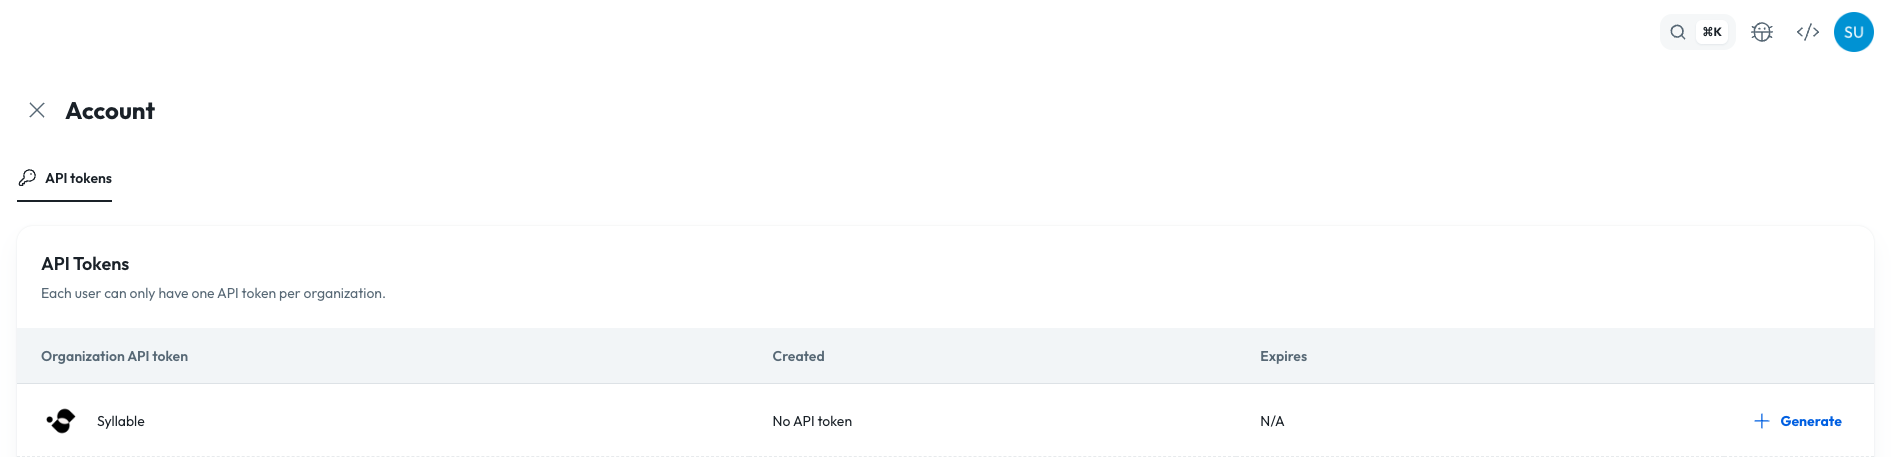 ⌘K
SU
Account
API tokens
API Tokens
Each user can only have one API token per organization.
Organization API token Created Expires
Syllable No API token N/A Generate